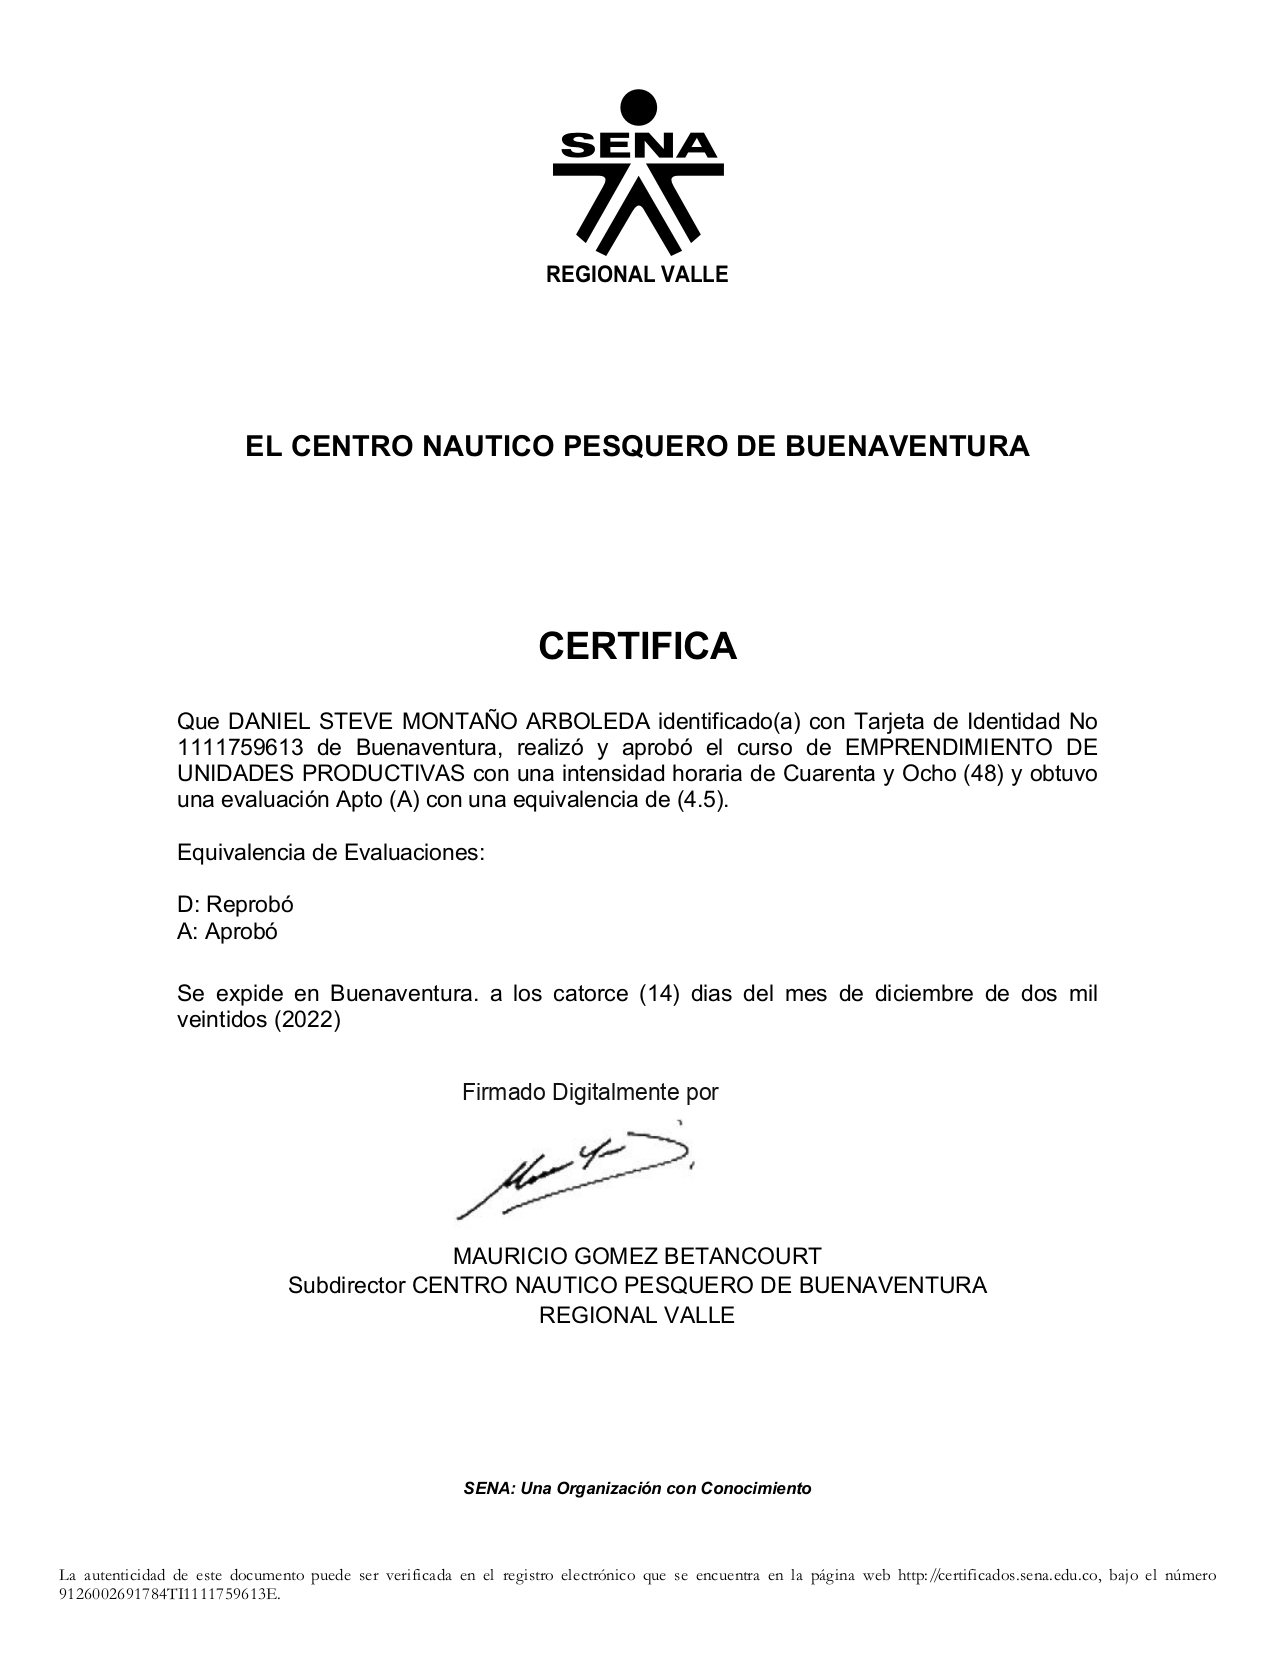 SENA
REGIONAL VALLE
EL CENTRO NAUTICO PESQUERO DE BUENAVENTURA
CERTIFICA
Que DANIEL STEVE MONTAÑO ARBOLEDA identificado(a) con Tarjeta de Identidad No
1111759613 de Buenaventura, realizó y aprobó el curso de EMPRENDIMIENTO DE
UNIDADES PRODUCTIVAS con una intensidad horaria de Cuarenta y Ocho (48) y obtuvo
una evaluación Apto (A) con una equivalencia de (4.5).
Equivalencia de Evaluaciones:
D: Reprobó
A: Aprobó
Se expide en Buenaventura. a los catorce (14) dias del mes de diciembre de dos mil
veintidos (2022)
Firmado Digitalmente por
MAURICIO GOMEZ BETANCOURT
Subdirector CENTRO NAUTICO PESQUERO DE BUENAVENTURA
REGIONAL VALLE
SENA: Una Organización con Conocimiento
La autenticidad de este documento puede ser verificada en el registro electrónico que se encuentra en la página web http://certificados.sena.edu.co, bajo el número
9126002691784TI1111759613E.